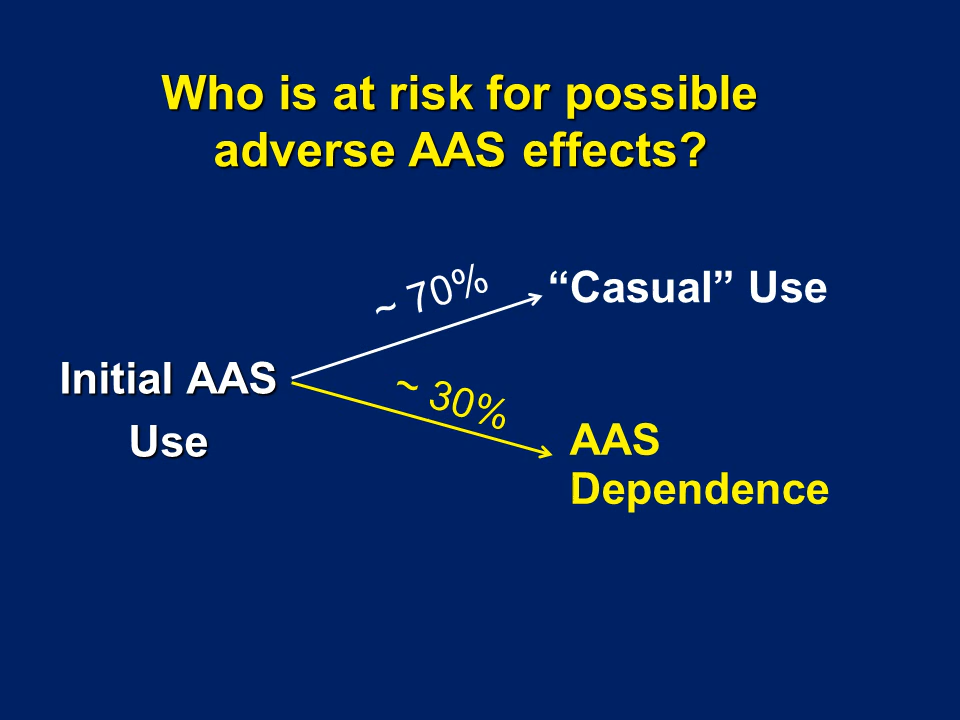 Who is at risk for possible
adverse AAS effects?
~ 70%
“Casual” Use
Initial AAS
Use
~ 30%
AAS
Dependence